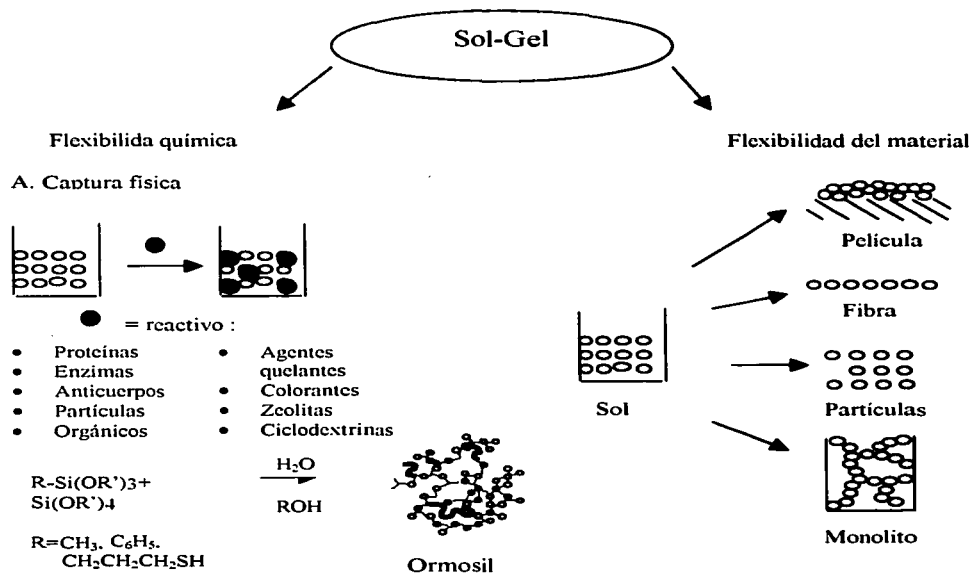 Sol-Gel
Flexibilida química
A. Captura física
= reactivo :
• Proteínas
• Enzimas
• Anticuerpos
• Partículas
• Orgánicos
• Agentes
quelantes
• Colorantes
• Zeolitas
• Ciclodextrinas
R-Si(OR')3+
Si(OR')4
H₂O
ROH
R=CH₃, C₆H₅,
CH₂CH₂CH₂SH
Ormosil
Flexibilidad del material
Sol
Película
Fibra
Partículas
Monolito